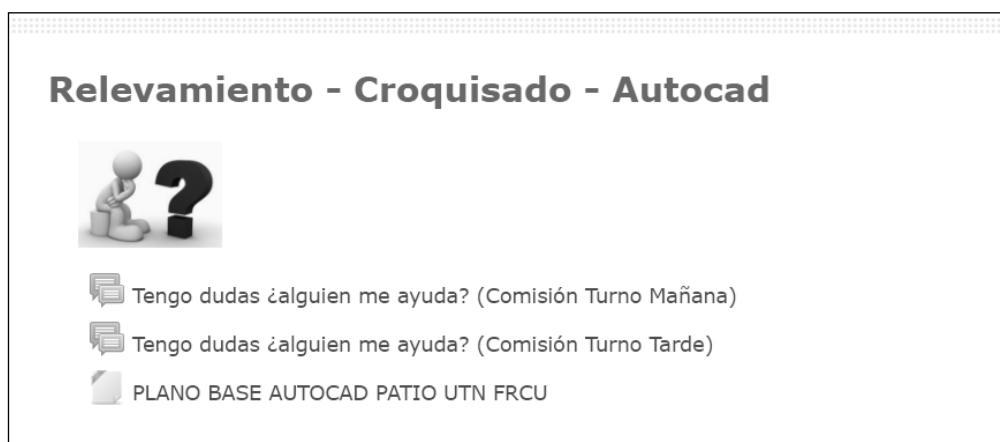 Relevamiento - Croquisado - Autocad
Tengo dudas ¿alguien me ayuda? (Comisión Turno Mañana)
Tengo dudas ¿alguien me ayuda? (Comisión Turno Tarde)
PLANO BASE AUTOCAD PATIO UTN FRCU